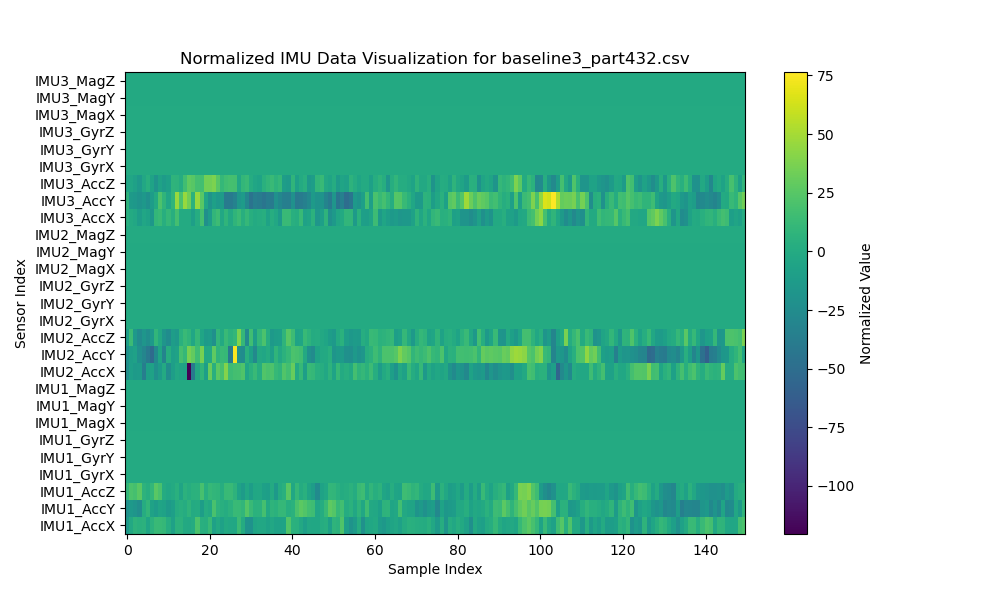 Normalized IMU Data Visualization for baseline3_part432.csv
IMU3_MagZ
IMU3_MagY
IMU3_MagX
IMU3_GyrZ
IMU3_GyrY
IMU3_GyrX
IMU3_AccZ
IMU3_AccY
IMU3_AccX
IMU2_MagZ
IMU2_MagY
IMU2_MagX
IMU2_GyrZ
IMU2_GyrY
IMU2_GyrX
IMU2_AccZ
IMU2_AccY
IMU2_AccX
IMU1_MagZ
IMU1_MagY
IMU1_MagX
IMU1_GyrZ
IMU1_GyrY
IMU1_GyrX
IMU1_AccZ
IMU1_AccY
IMU1_AccX
Sensor Index
0 20 40 60 80 100 120 140
Sample Index
75
50
25
0
−25
−50
−75
−100
Normalized Value